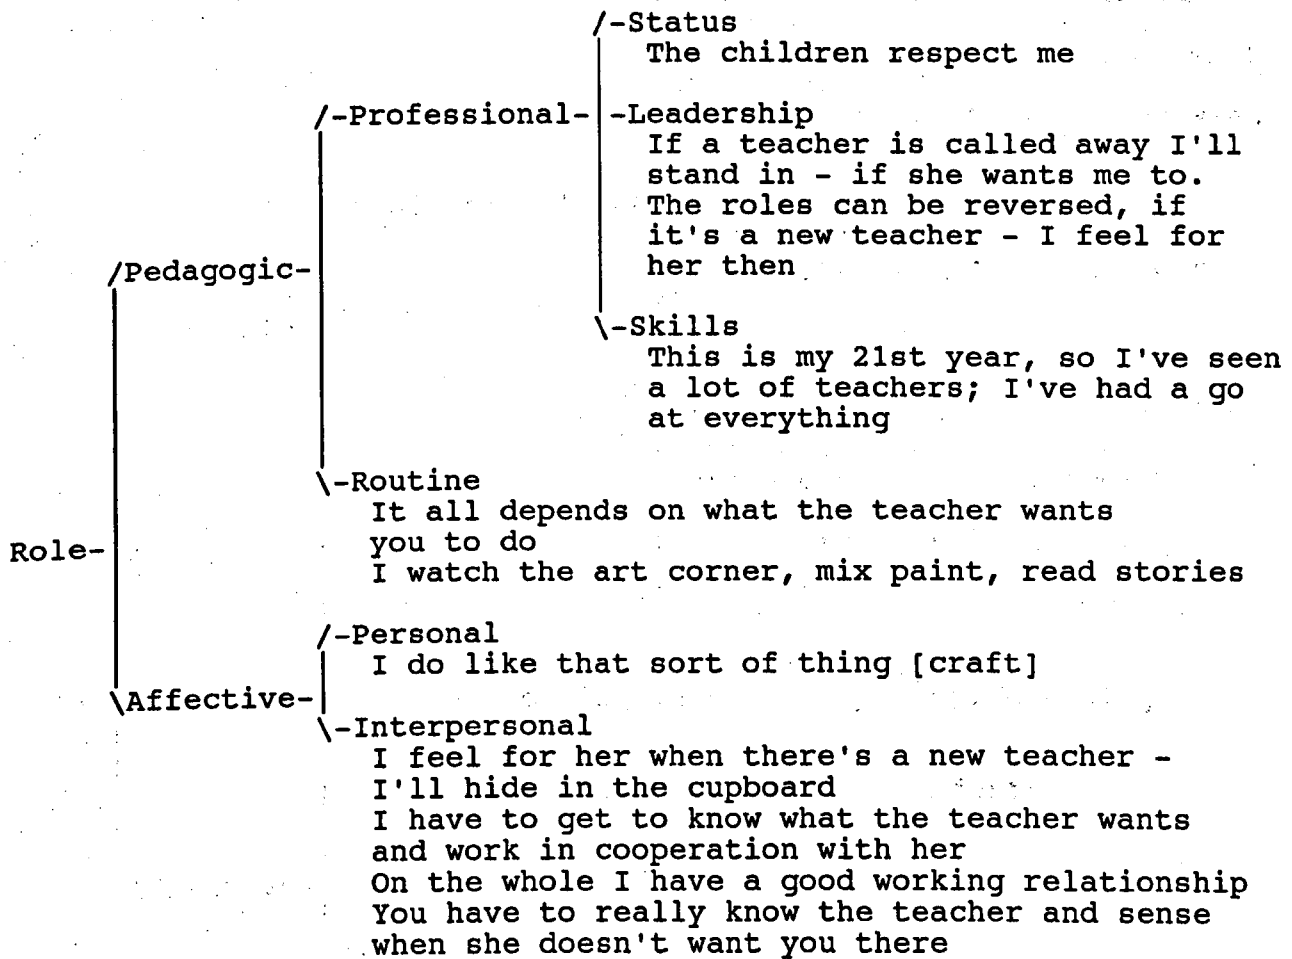 /-Status
The children respect me
/-Professional-
-Leadership
If a teacher is called away I'll
stand in - if she wants me to.
The roles can be reversed, if
it's a new teacher - I feel for
her then
/Pedagogic-
\-Skills
This is my 21st year, so I've seen
a lot of teachers; I've had a go
at everything
\-Routine
It all depends on what the teacher wants
you to do
Role-
I watch the art corner, mix paint, read stories
/-Personal
I do like that sort of thing [craft]
\Affective-
\-Interpersonal
I feel for her when there's a new teacher -
I'll hide in the cupboard
I have to get to know what the teacher wants
and work in cooperation with her
On the whole I have a good working relationship
You have to really know the teacher and sense
when she doesn't want you there